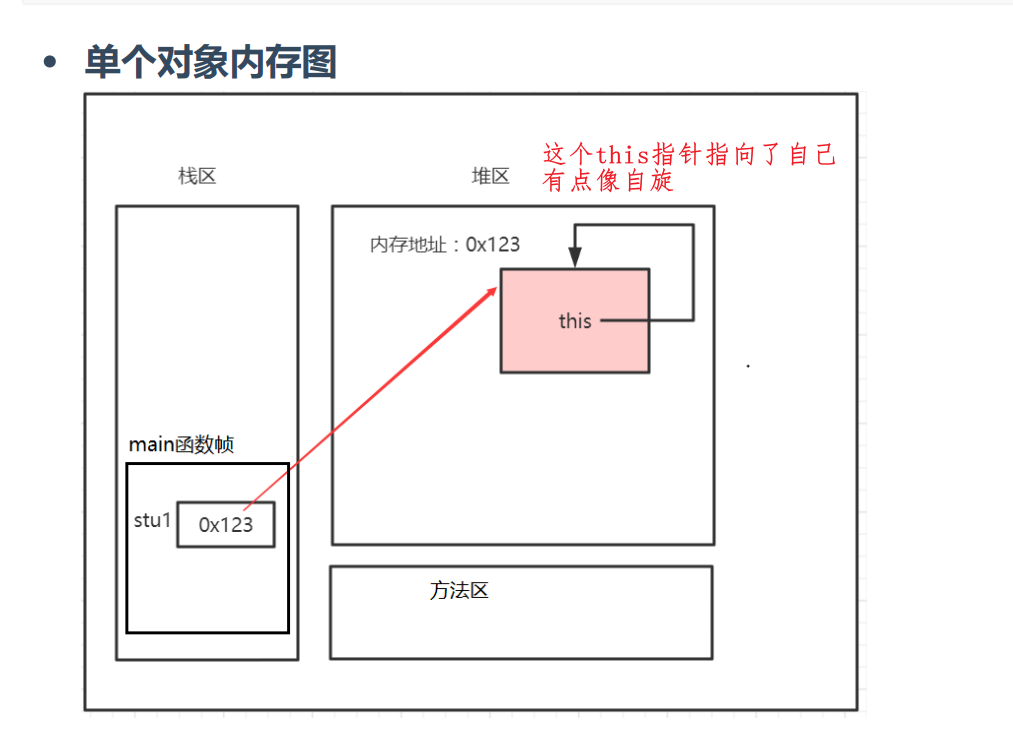 单个对象内存图
栈区
堆区
这个this指针指向了自己
有点像自旋
内存地址：0x123
this
main函数帧
stu1
0x123
方法区